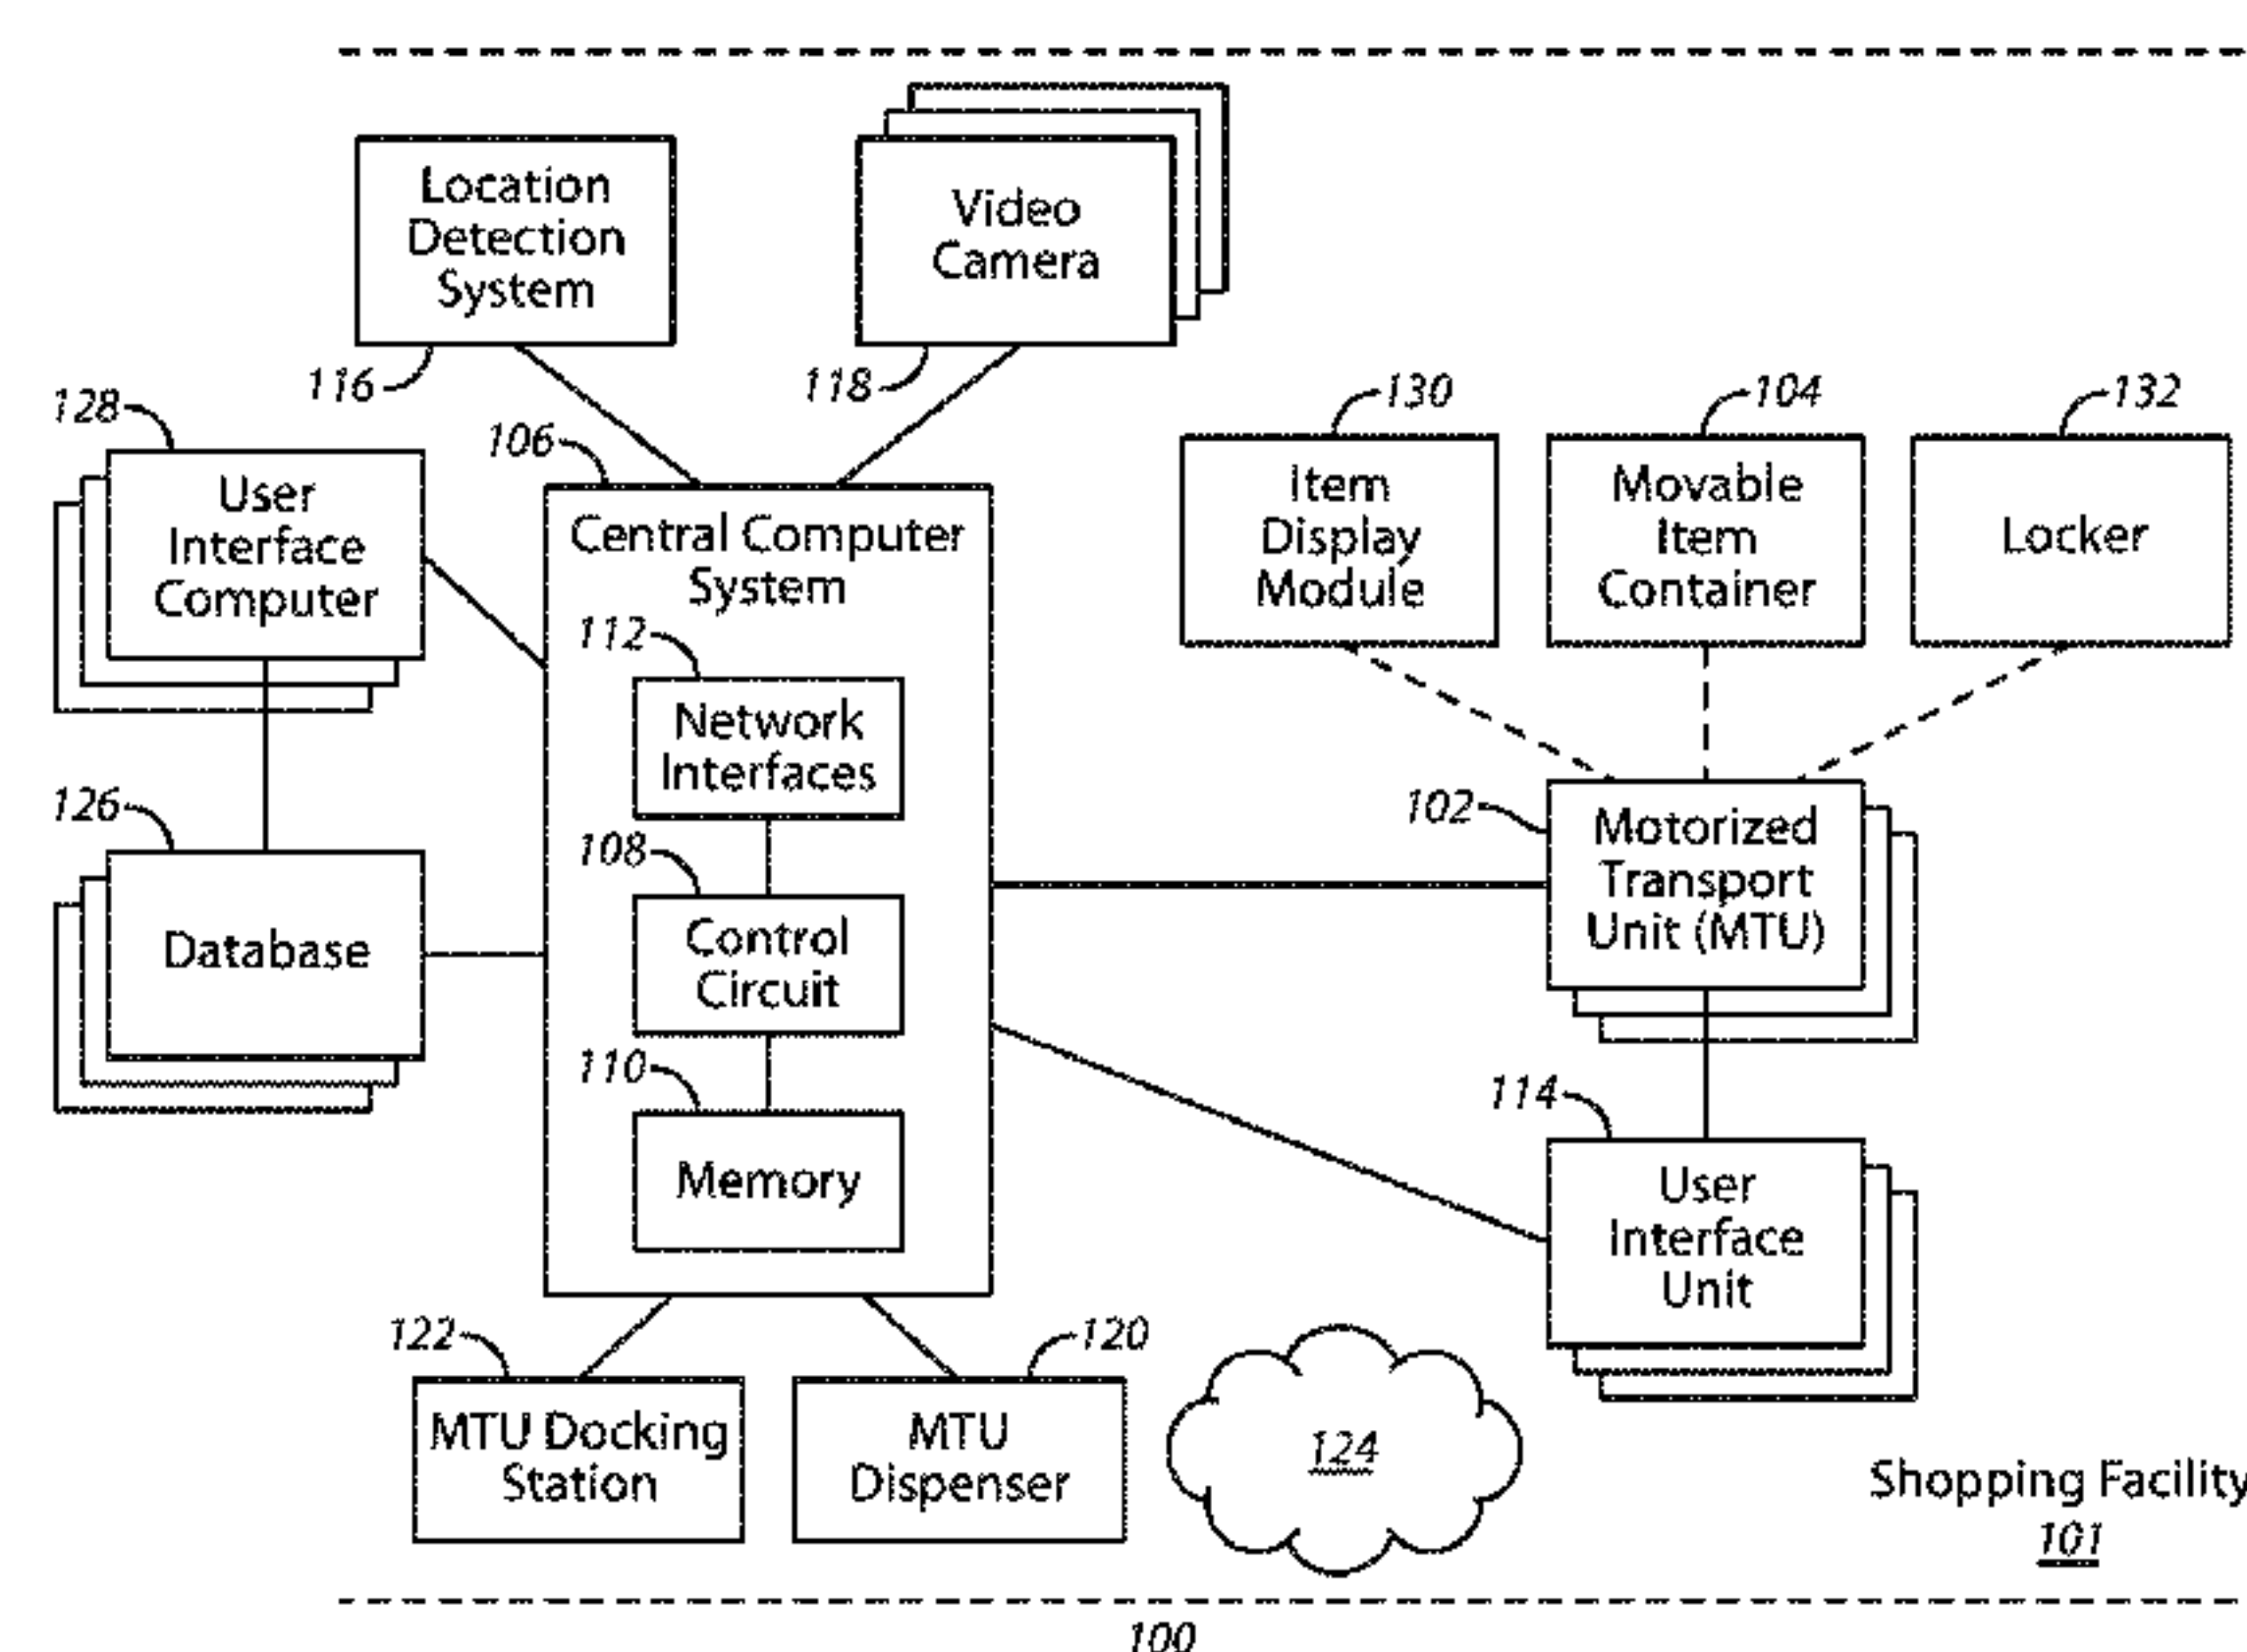 Location
Detection
System
116
Video
Camera
118
128
User
Interface
Computer
106
Central Computer
System
130
Item
Display
Module
104
Movable
Item
Container
132
Locker
112
Network
Interfaces
126
Database
108
Control
Circuit
102
Motorized
Transport
Unit (MTU)
110
Memory
114
User
Interface
Unit
122
MTU Docking
Station
120
MTU
Dispenser
124
Shopping Facility
101
100